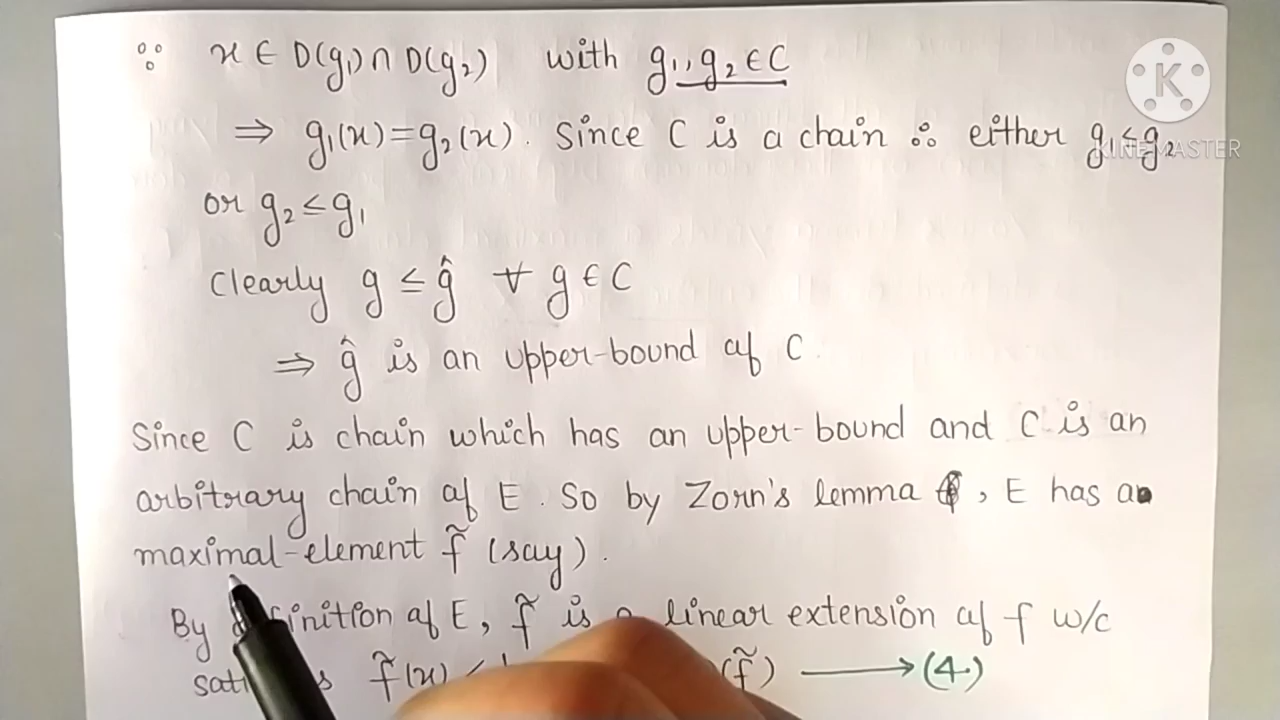 ∵ x ∈ D(g₁) ∩ D(g₂) with g₁, g₂ ∈ C
⇒ g₁(x) = g₂(x). Since C is a chain ∴ either g₁ ≤ g₂
or g₂ ≤ g₁
Clearly g ≤ ĝ ∀ g ∈ C
⇒ ĝ is an upper-bound of C.
Since C is chain which has an upper-bound and C is an
arbitrary chain of E. So by Zorn's lemma , E has a
maximal-element f̃ (say).
By of E, f̃ is linear extension of f w/c
f̃(x) ≤ (f̃) ⟶ (4.)
K
KINEMASTER